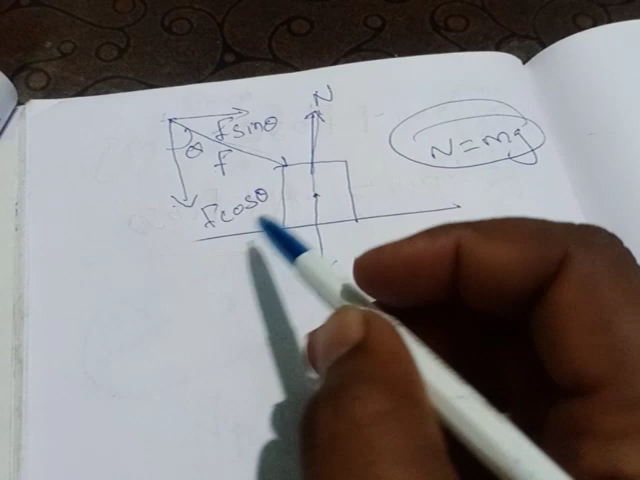 N
F sinθ
θ
F
N = mg
F cosθ